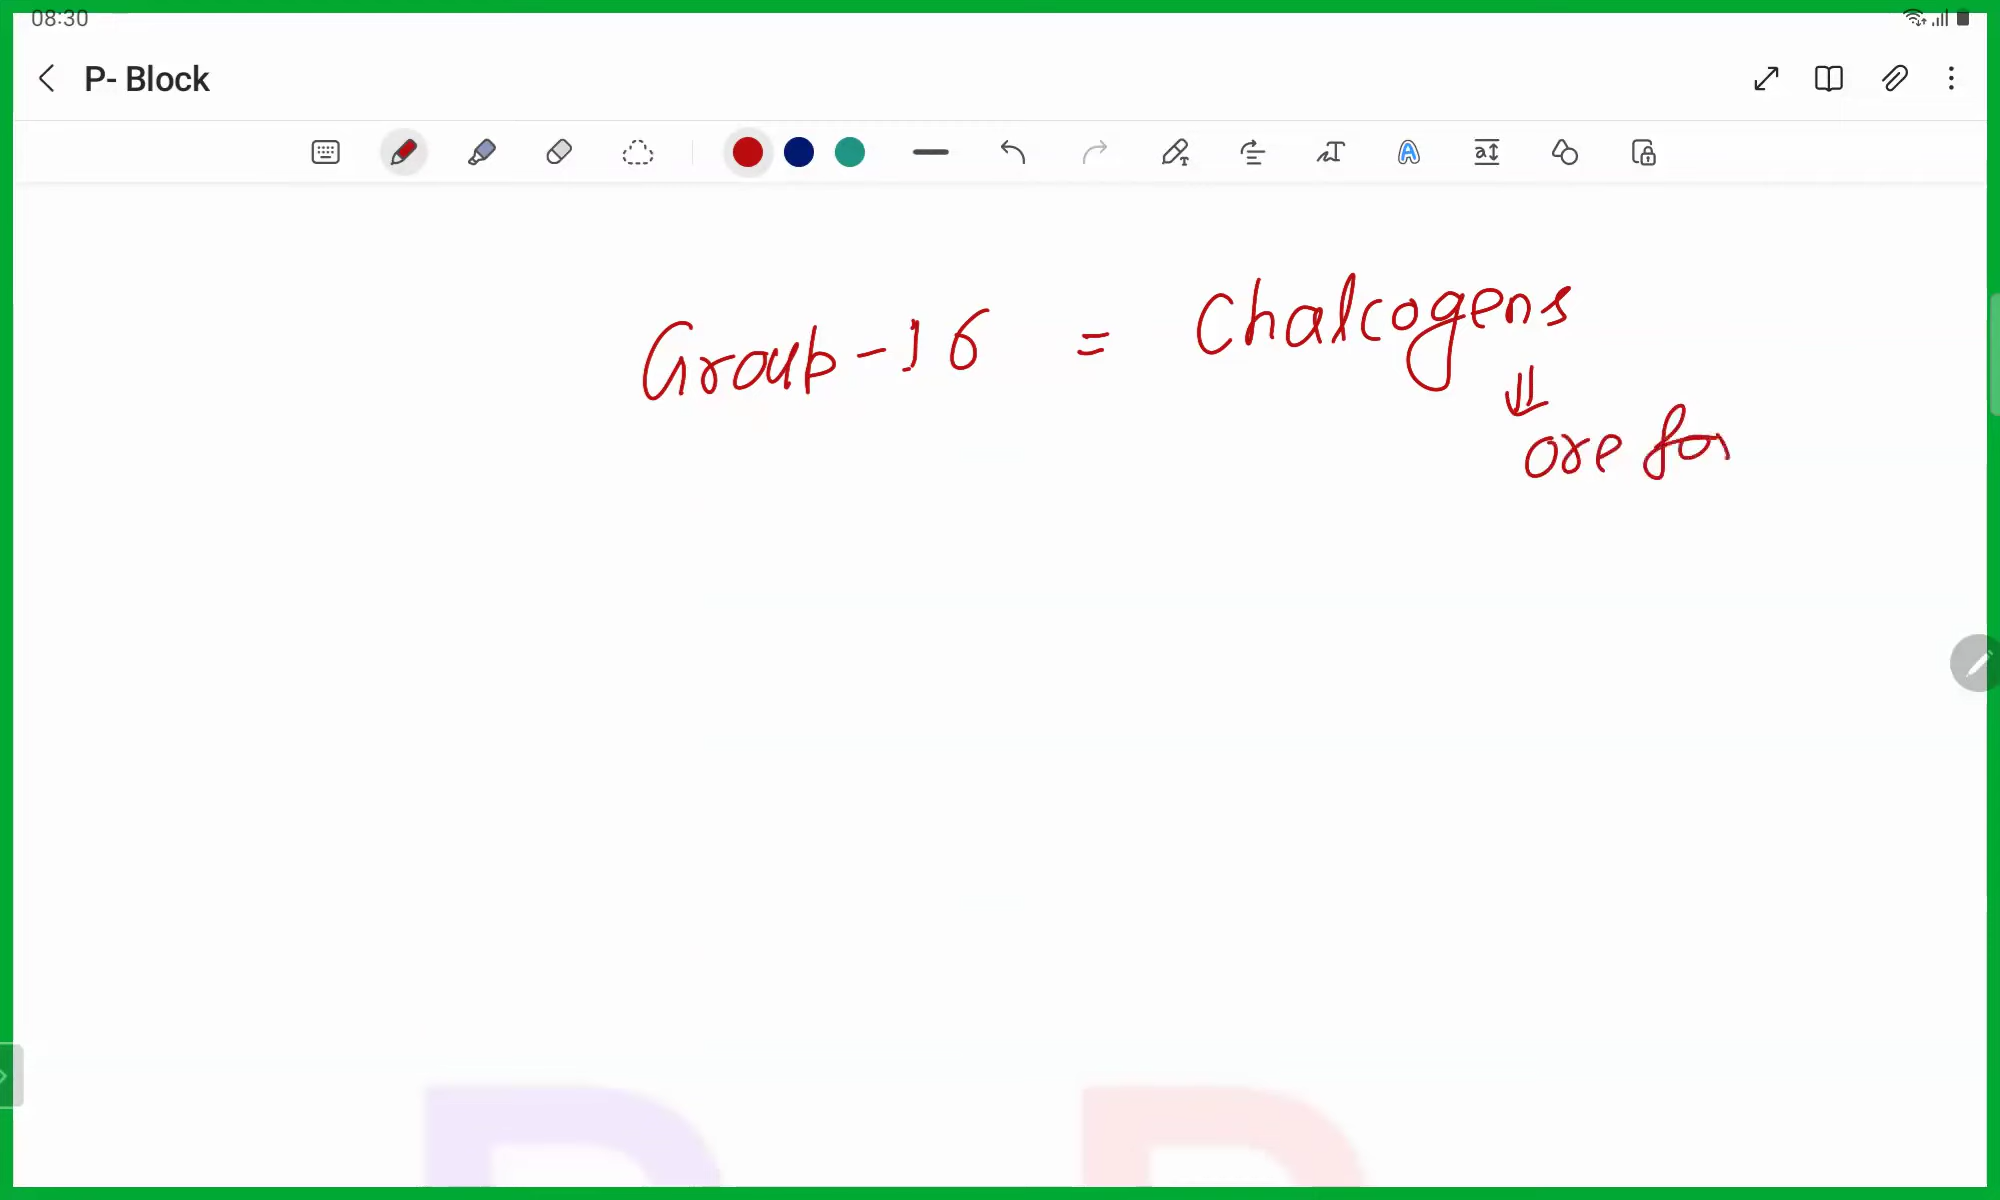 08:30
P- Block
Group-16 = Chalcogens
⇓
ore for